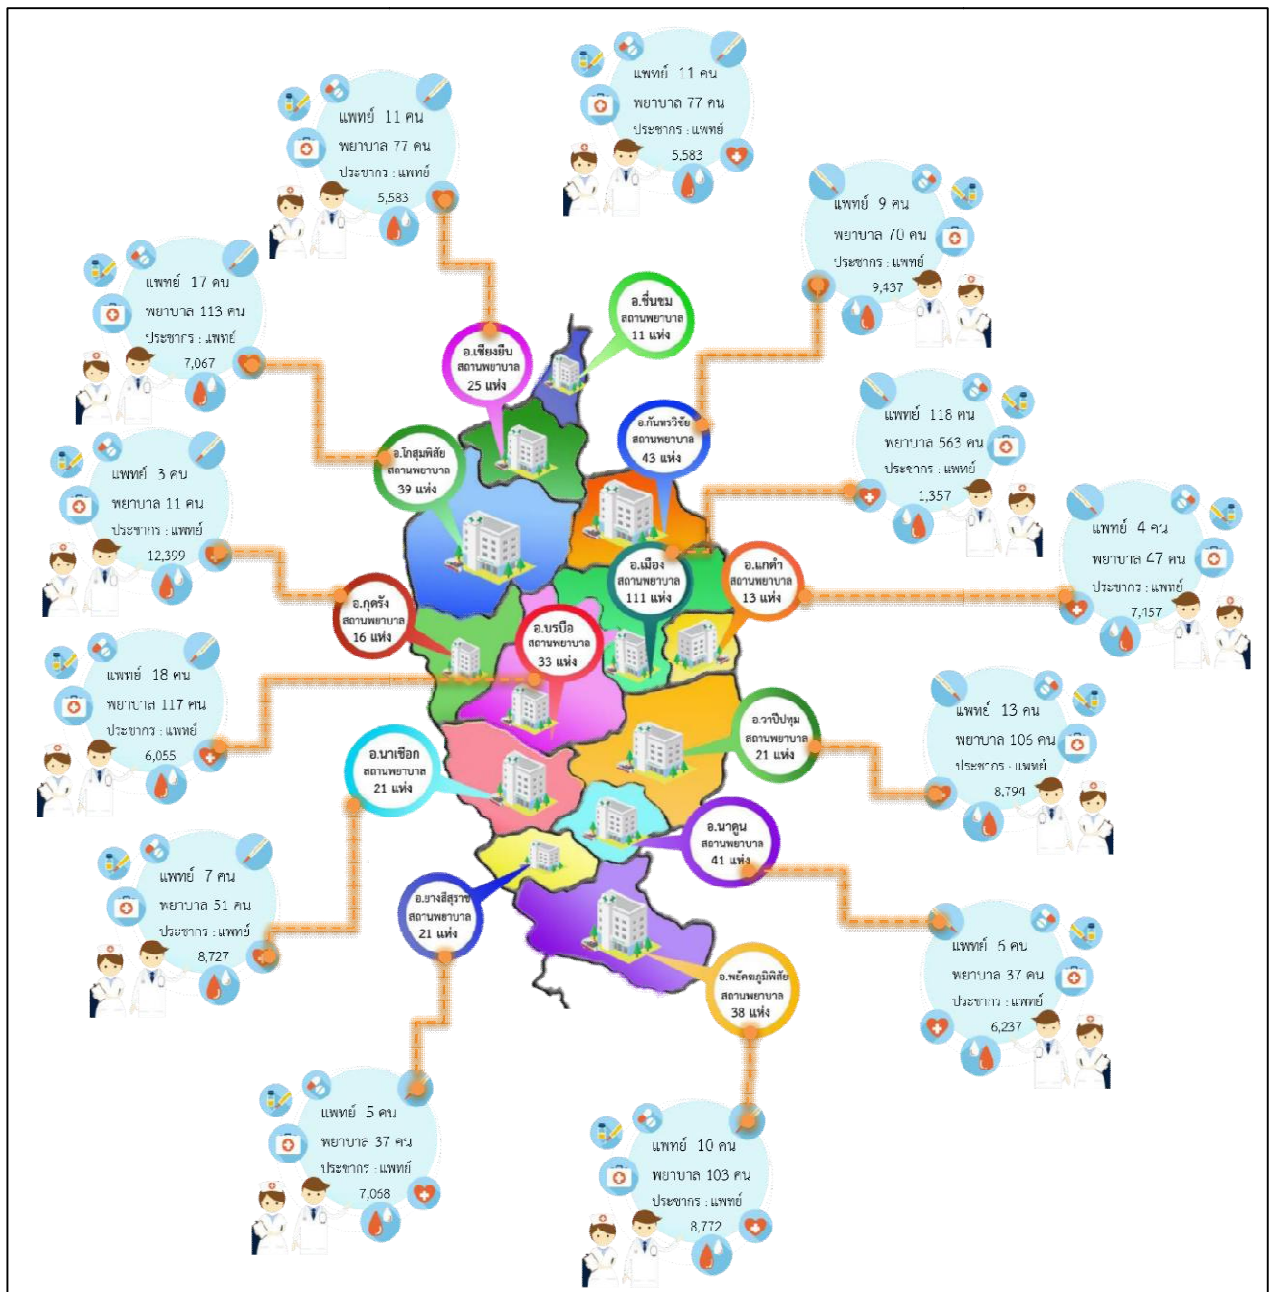 แพทย์ 11 คน
พยาบาล 77 คน
ประชากร : แพทย์
5,583
แพทย์ 11 คน
พยาบาล 77 คน
ประชากร : แพทย์
5,583
แพทย์ 9 คน
พยาบาล 70 คน
ประชากร : แพทย์
9,437
แพทย์ 17 คน
พยาบาล 113 คน
ประชากร : แพทย์
7,067
อ.ชื่นชม
สถานพยาบาล
11 แห่ง
อ.เชียงยืน
สถานพยาบาล
25 แห่ง
อ.กันทรวิชัย
สถานพยาบาล
43 แห่ง
อ.โกสุมพิสัย
สถานพยาบาล
39 แห่ง
แพทย์ 118 คน
พยาบาล 563 คน
ประชากร : แพทย์
1,357
แพทย์ 3 คน
พยาบาล 11 คน
ประชากร : แพทย์
12,399
แพทย์ 4 คน
พยาบาล 47 คน
ประชากร : แพทย์
7,457
อ.เมือง
สถานพยาบาล
111 แห่ง
อ.แกดำ
สถานพยาบาล
13 แห่ง
อ.กุดรัง
สถานพยาบาล
16 แห่ง
อ.บรบือ
สถานพยาบาล
33 แห่ง
แพทย์ 18 คน
พยาบาล 117 คน
ประชากร : แพทย์
6,055
อ.วาปีปทุม
สถานพยาบาล
21 แห่ง
แพทย์ 13 คน
พยาบาล 106 คน
ประชากร : แพทย์
8,794
อ.นาเชือก
สถานพยาบาล
21 แห่ง
อ.นาดูน
สถานพยาบาล
41 แห่ง
แพทย์ 7 คน
พยาบาล 51 คน
ประชากร : แพทย์
8,727
อ.ยางสีสุราช
สถานพยาบาล
21 แห่ง
แพทย์ 6 คน
พยาบาล 37 คน
ประชากร : แพทย์
6,237
อ.พยัคฆภูมิพิสัย
สถานพยาบาล
38 แห่ง
แพทย์ 5 คน
พยาบาล 37 คน
ประชากร : แพทย์
7,068
แพทย์ 10 คน
พยาบาล 103 คน
ประชากร : แพทย์
8,772